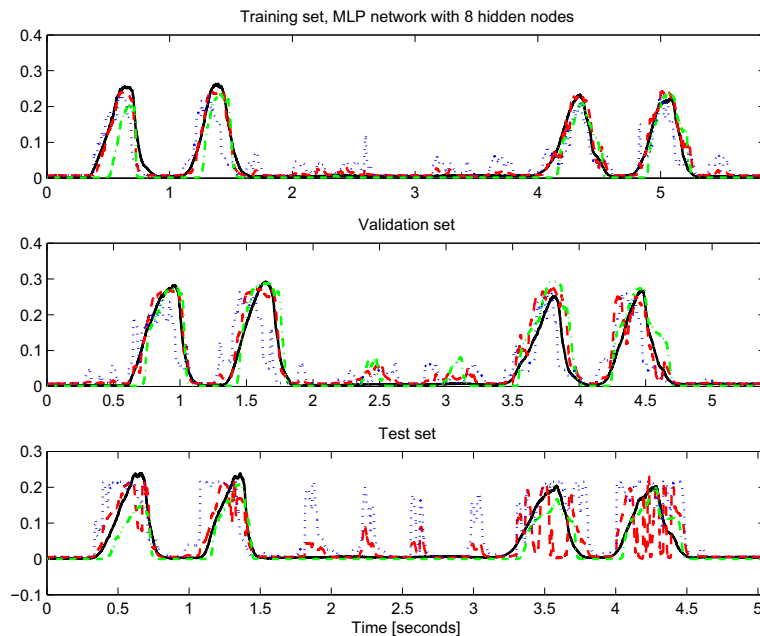 Training set, MLP network with 8 hidden nodes
0.4
0.3
0.2
0.1
0
0 1 2 3 4 5
Validation set
0.4
0.3
0.2
0.1
0
0 0.5 1 1.5 2 2.5 3 3.5 4 4.5 5
Test set
0.3
0.2
0.1
0
−0.1
0.5 1 1.5 2 2.5 3 3.5 4 4.5 5
Time [seconds]